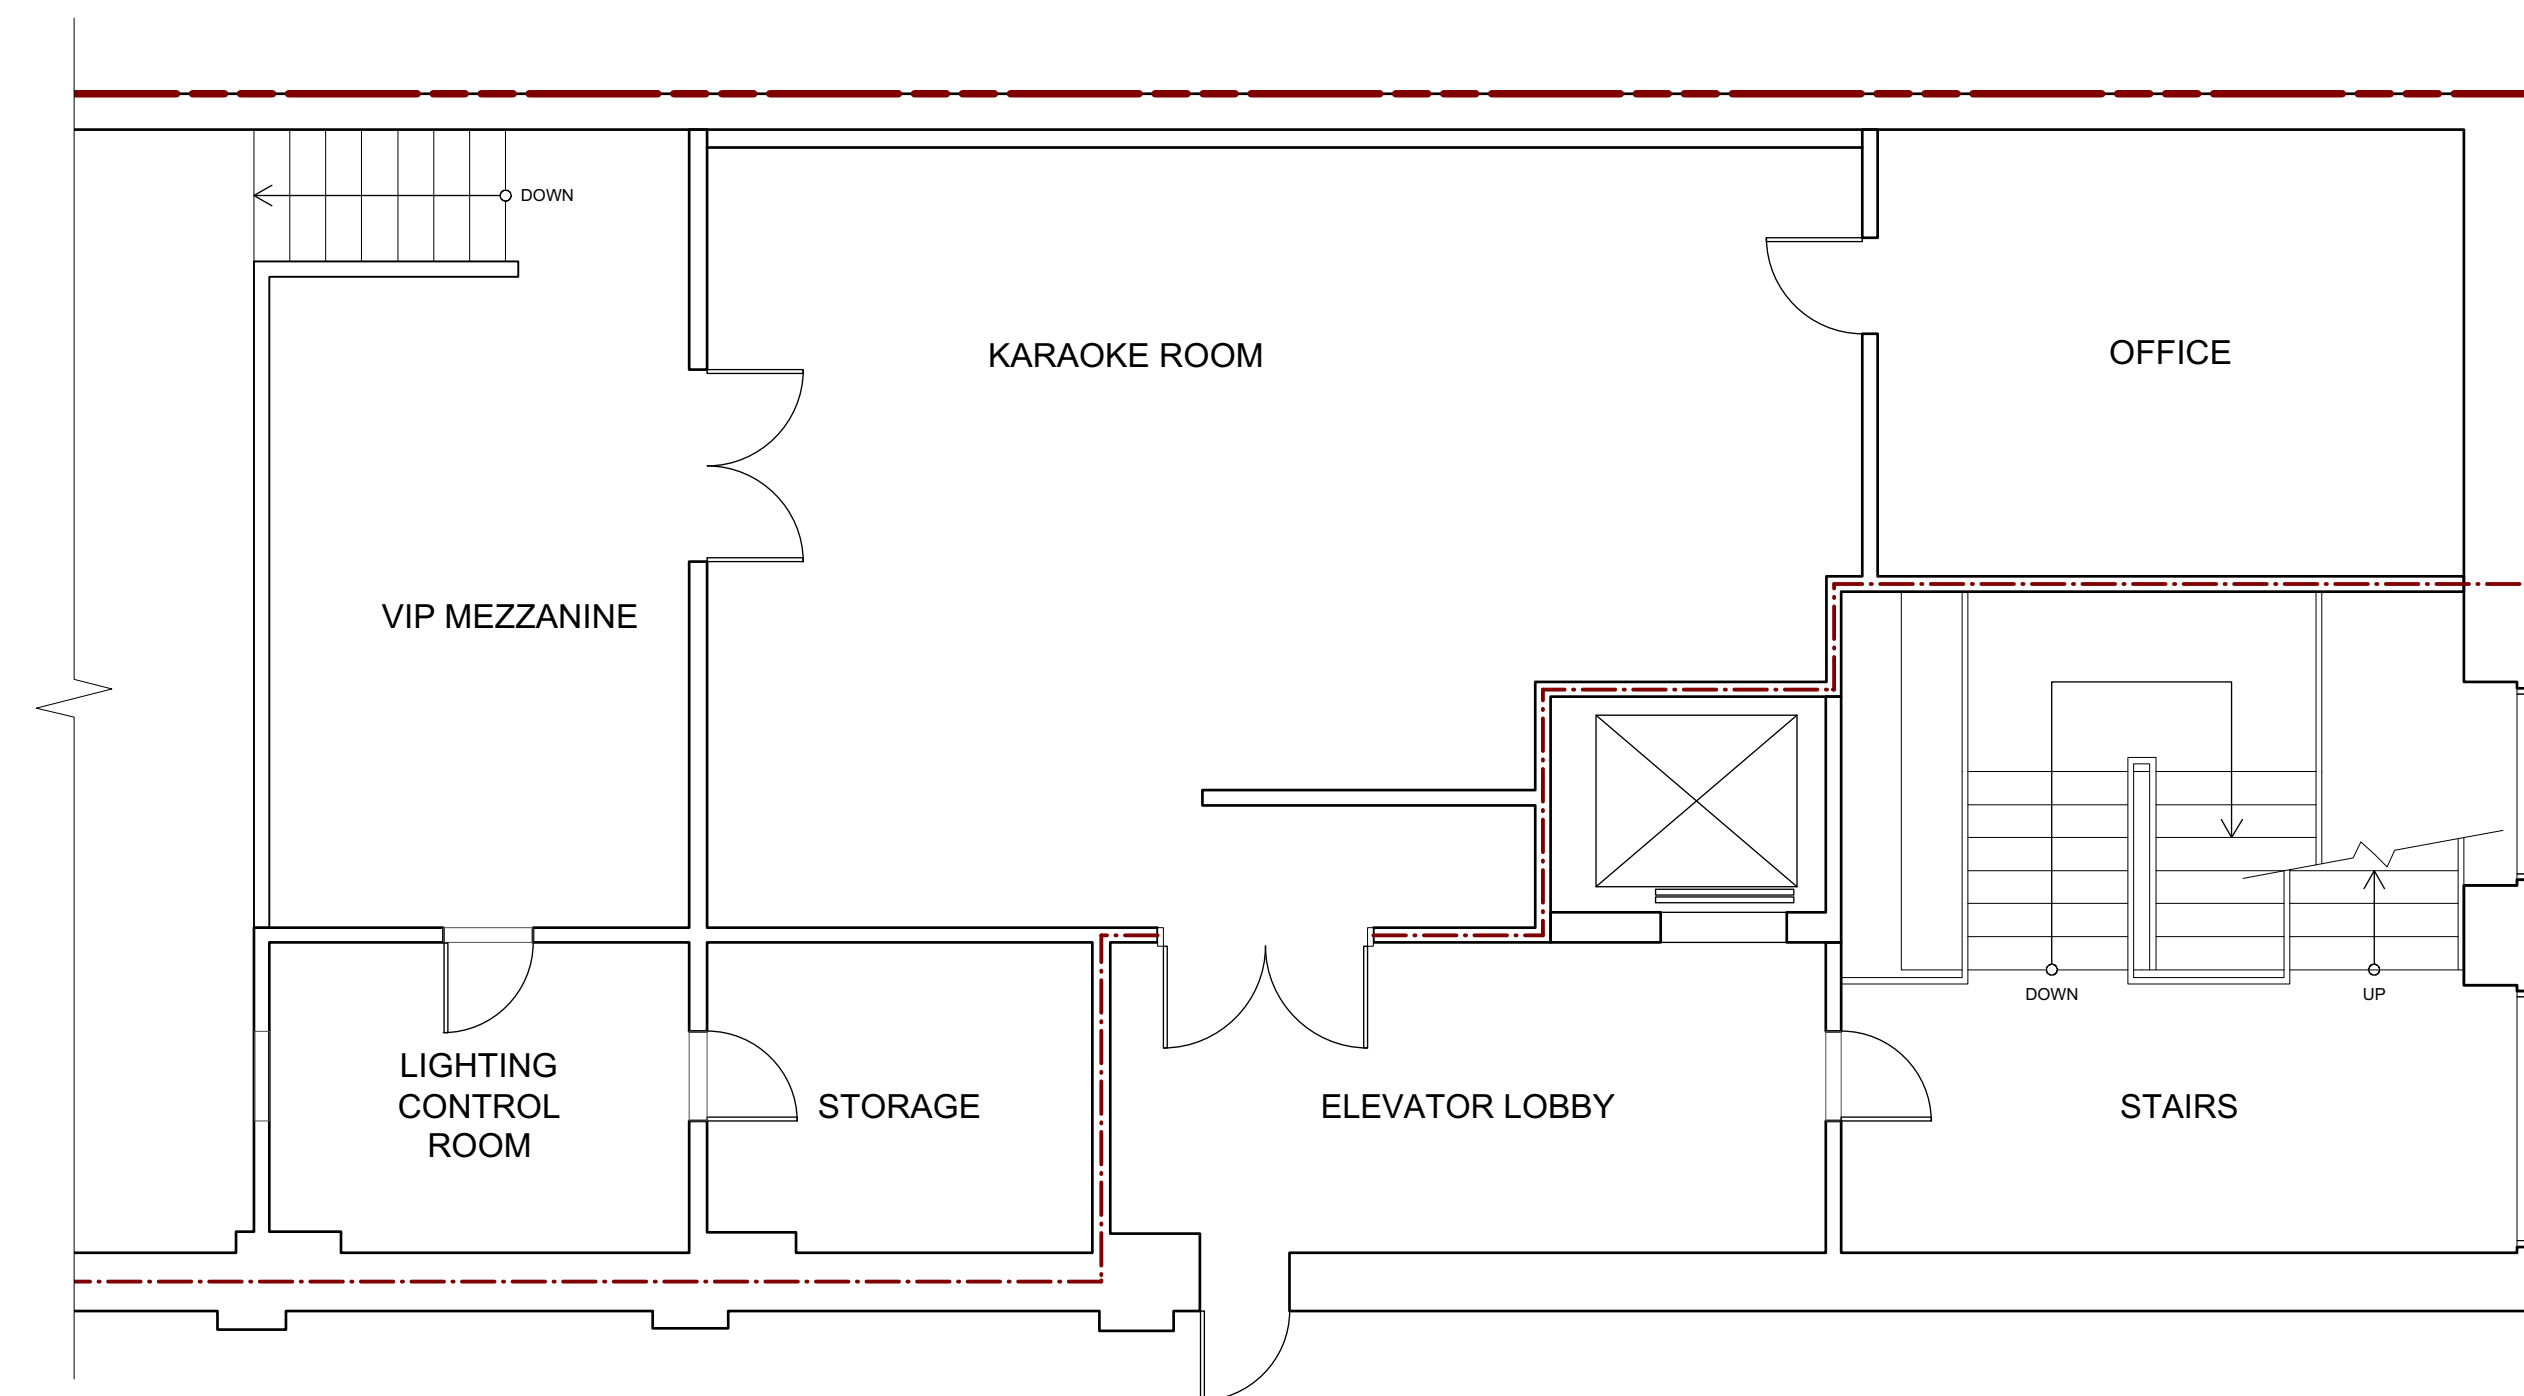 DOWN
KARAOKE ROOM
OFFICE
VIP MEZZANINE
DOWN
UP
LIGHTING
CONTROL
ROOM
STORAGE
ELEVATOR LOBBY
STAIRS